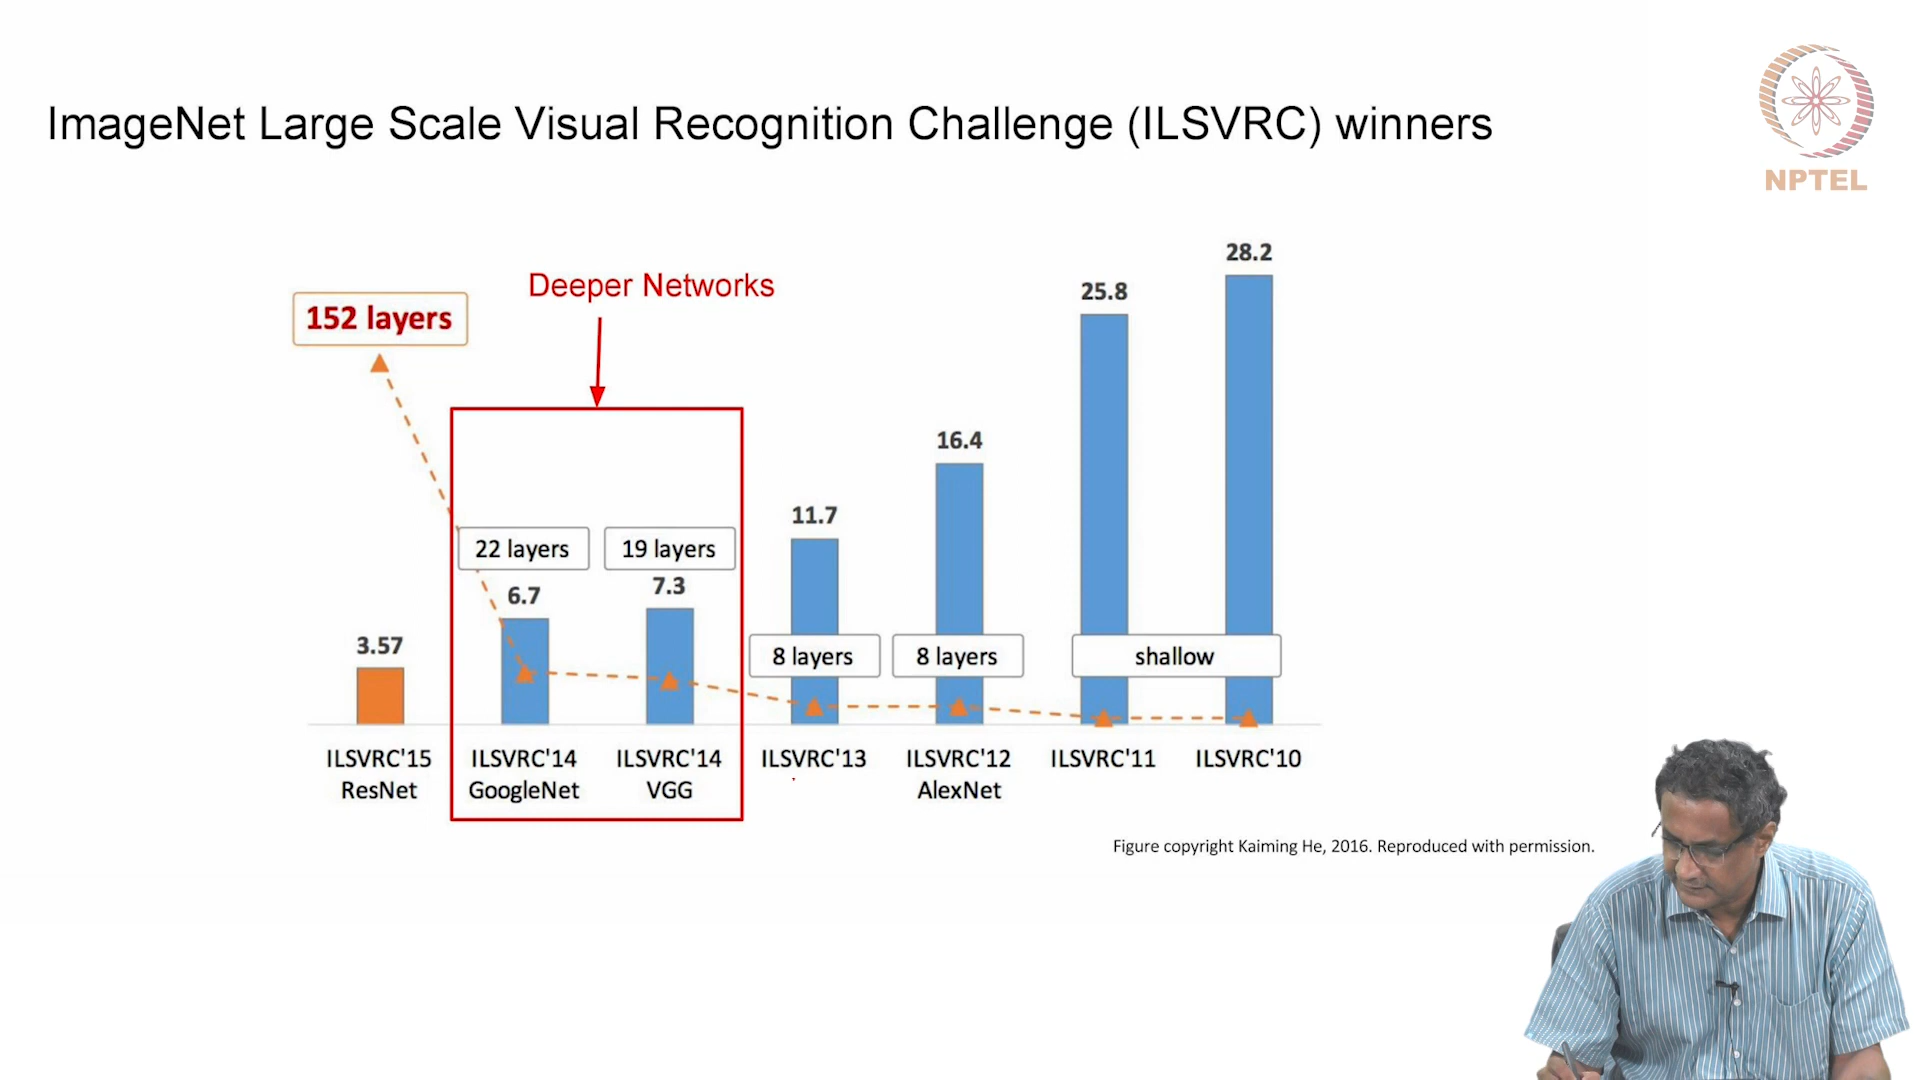 ImageNet Large Scale Visual Recognition Challenge (ILSVRC) winners
NPTEL
28.2
Deeper Networks
25.8
152 layers
16.4
11.7
22 layers
19 layers
6.7
7.3
3.57
8 layers
8 layers
shallow
ILSVRC'15
ResNet
ILSVRC'14
GoogleNet
ILSVRC'14
VGG
ILSVRC'13
ILSVRC'12
AlexNet
ILSVRC'11
ILSVRC'10
Figure copyright Kaiming He, 2016. Reproduced with permission.